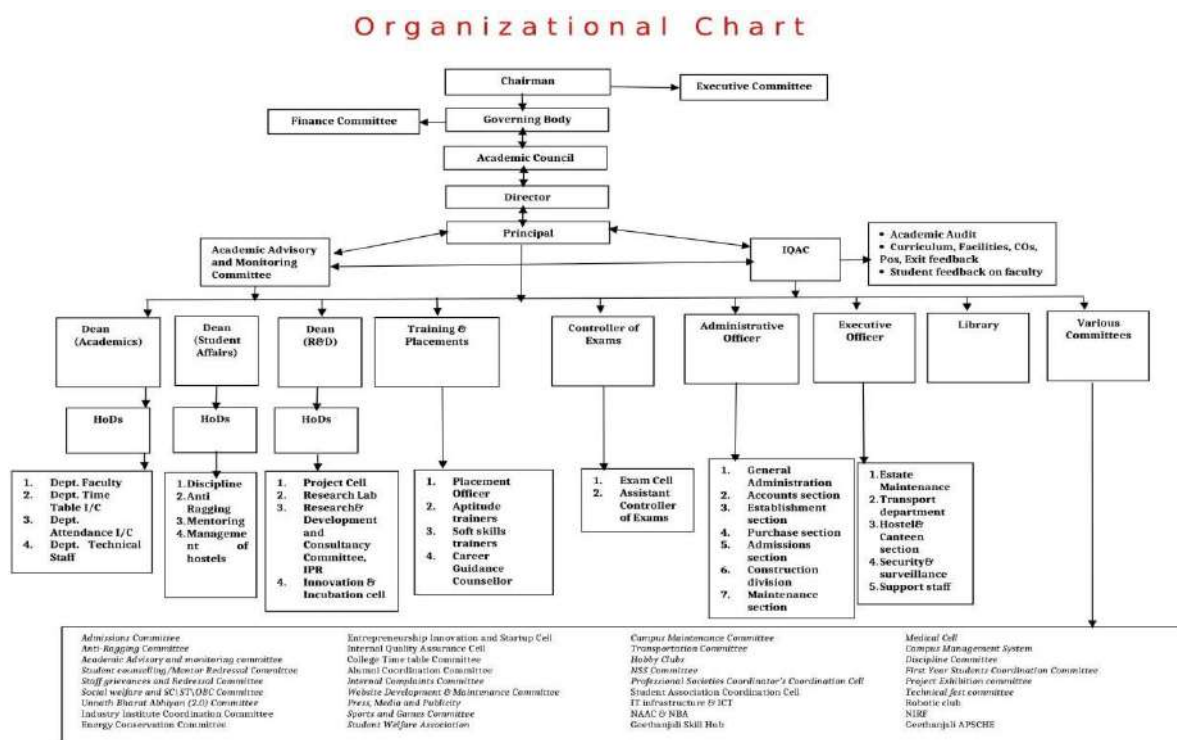 Organizational Chart
Chairman
Executive Committee
Finance Committee
Governing Body
Academic Council
Director
Principal
Academic Advisory
and Monitoring
Committee
IQAC
• Academic Audit
• Curriculum, Facilities, COs,
Pos, Exit feedback
• Student feedback on faculty
Dean
(Academics)
Dean
(Student
Affairs)
Dean
(R&D)
Training &
Placements
Controller of
Exams
Administrative
Officer
Executive
Officer
Library
Various
Committees
HoDs
HoDs
HoDs
1. Dept. Faculty
2. Dept. Time
Table I/C
3. Dept.
Attendance I/C
4. Dept. Technical
Staff
1.Discipline
2.Anti
Ragging
3.Mentoring
4.Manageme
nt of
hostels
1. Project Cell
2. Research Lab
3. Research&
Development
and
Consultancy
Committee,
IPR
4. Innovation &
Incubation cell
1. Placement
Officer
2. Aptitude
trainers
3. Soft skills
trainers
4. Career
Guidance
Counsellor
1. Exam Cell
2. Assistant
Controller
of Exams
1. General
Administration
2. Accounts section
3. Establishment
section
4. Purchase section
5. Admissions
section
6. Construction
division
7. Maintenance
section
1.Estate
Maintenance
2.Transport
department
3.Hostel&
Canteen
section
4.Security&
surveillance
5.Support staff
Admissions Committee
Anti-Ragging Committee
Academic Advisory and monitoring committee
Student counselling/Mentor Redressal Committee
Staff grievances and Redressal Committee
Social welfare and SC\ST\OBC Committee
Unnath Bharat Abhiyan (2.0) Committee
Industry Institute Coordination Committee
Energy Conservation Committee
Entrepreneurship Innovation and Startup Cell
Internal Quality Assurance Cell
College Time table Committee
Alumni Coordination Committee
Internal Complaints Committee
Website Development & Maintenance Committee
Press, Media and Publicity
Sports and Games Committee
Student Welfare Association
Campus Maintenance Committee
Transportation Committee
Hobby Clubs
NSS Committee
Professional Societies Coordinator's Coordination Cell
Student Association Coordination Cell
IT infrastructure & ICT
NAAC & NBA
Geethanjali Skill Hub
Medical Cell
Campus Management System
Discipline Committee
First Year Students Coordination Committee
Project Exhibition committee
Technical fest committee
Robotic club
NIRF
Geethanjali APSCHE